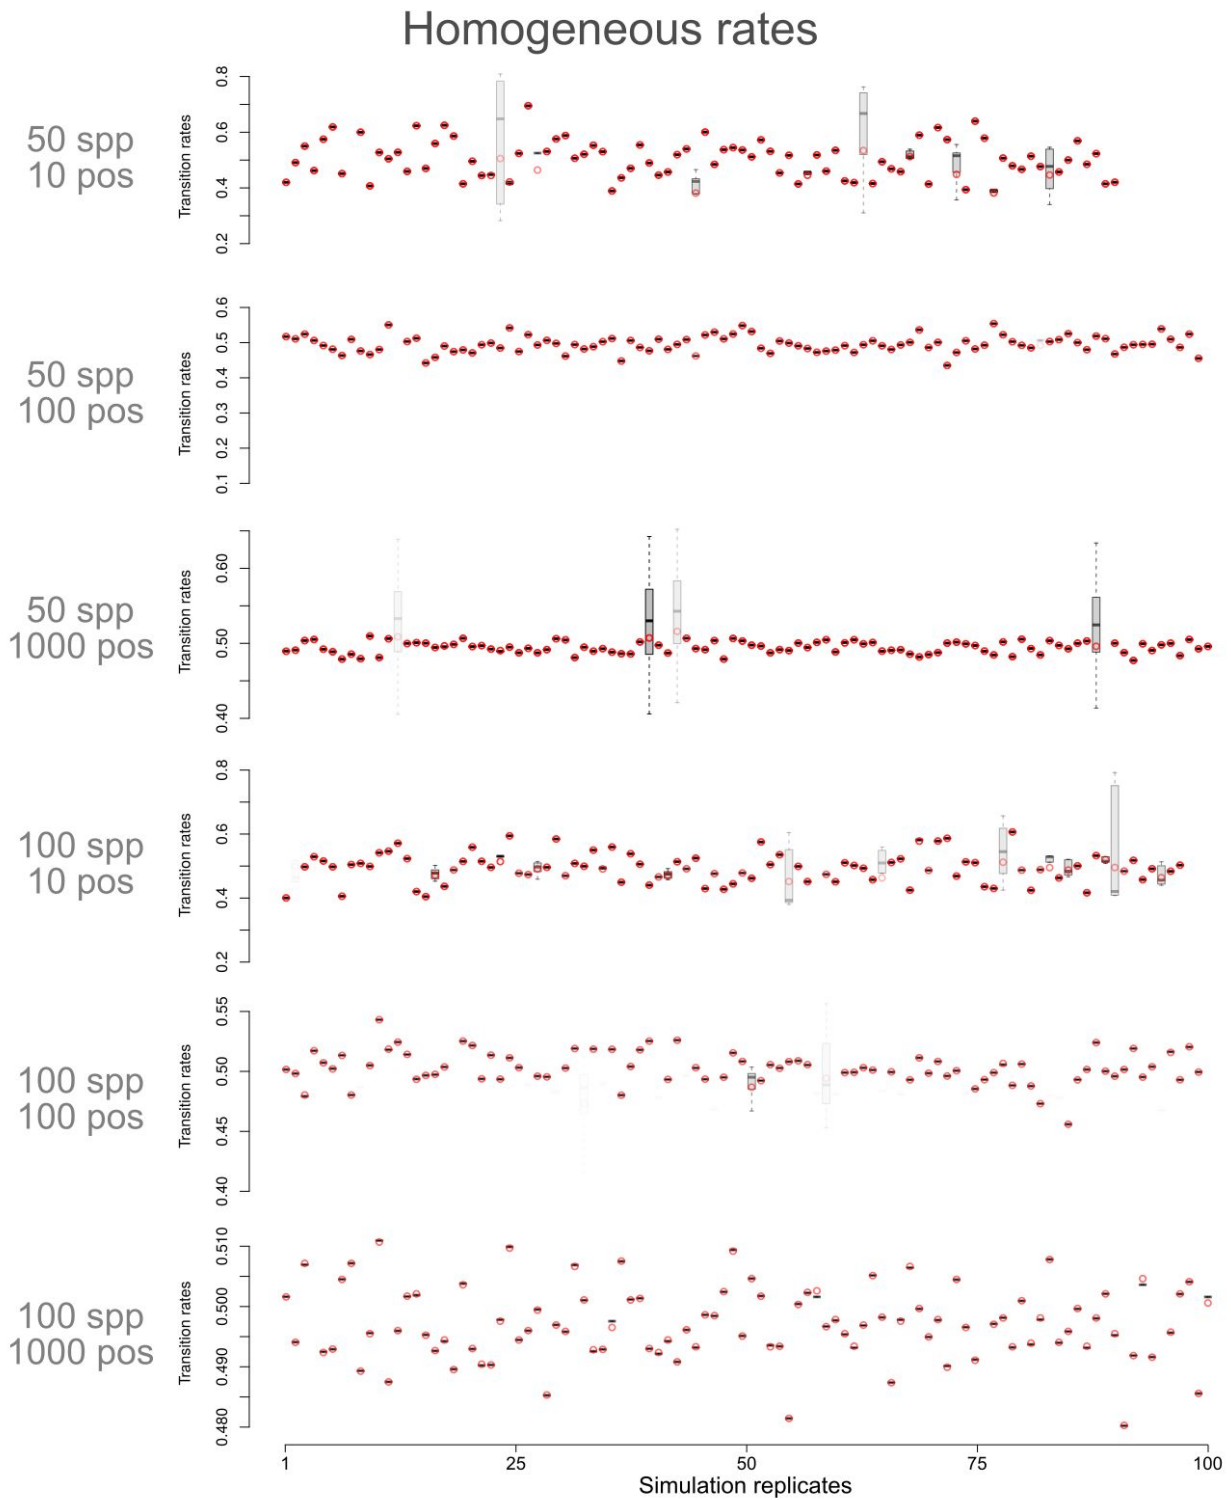 Homogeneous rates
50 spp
10 pos
Transition rates
0.8
0.6
0.4
0.2
50 spp
100 pos
Transition rates
0.6
0.5
0.4
0.3
0.2
0.1
50 spp
1000 pos
Transition rates
0.60
0.50
0.40
100 spp
10 pos
Transition rates
0.8
0.6
0.4
0.2
100 spp
100 pos
Transition rates
0.55
0.50
0.45
0.40
100 spp
1000 pos
Transition rates
0.510
0.500
0.490
0.480
1 25 50 75 100
Simulation replicates